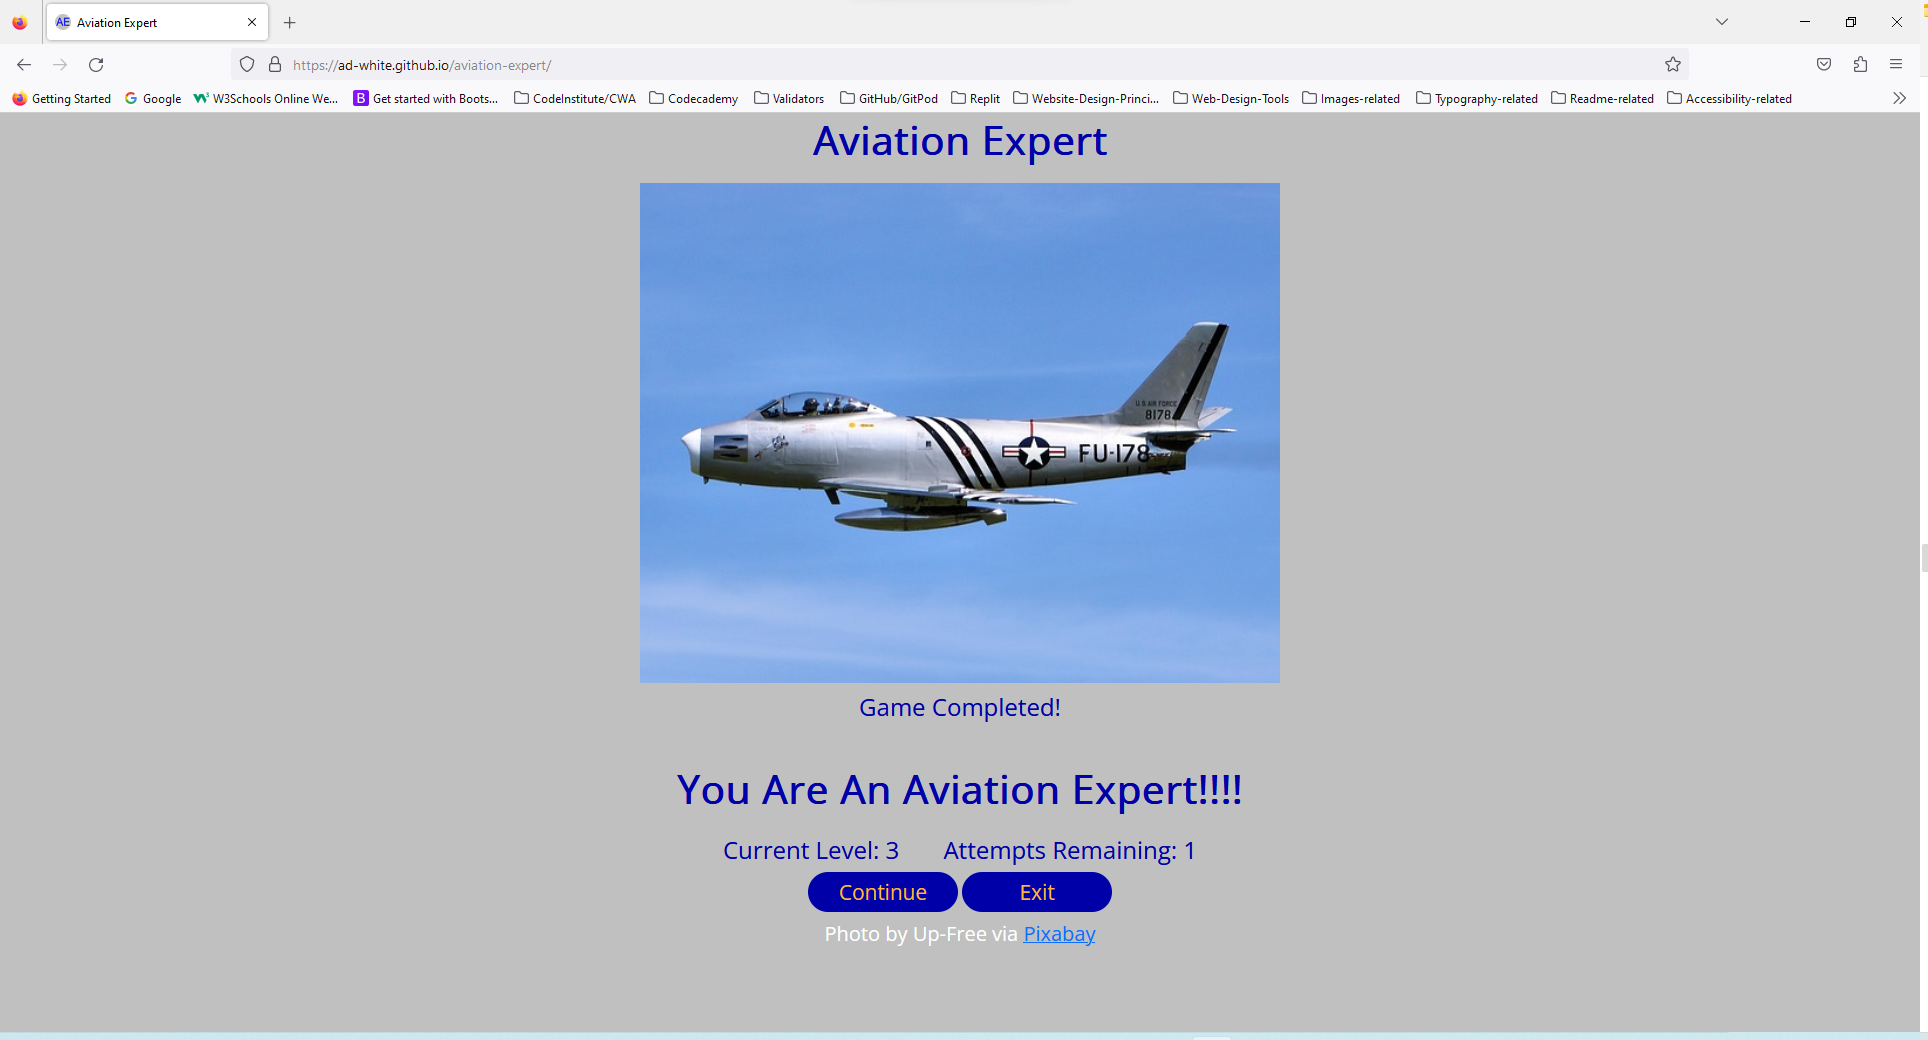 AE Aviation Expert
https://ad-white.github.io/aviation-expert/
Getting Started Google W3Schools Online We... B Get started with Boots... CodeInstitute/CWA Codecademy Validators GitHub/GitPod Replit Website-Design-Princi... Web-Design-Tools Images-related Typography-related Readme-related Accessibility-related
Aviation Expert
U.S. AIR FORCE
8178
FU-178
Game Completed!
You Are An Aviation Expert!!!!
Current Level: 3 Attempts Remaining: 1
Continue Exit
Photo by Up-Free via Pixabay